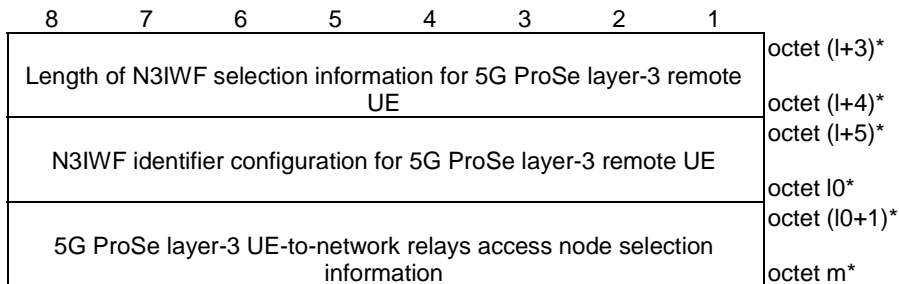 8 7 6 5 4 3 2 1
octet (l+3)*
Length of N3IWF selection information for 5G ProSe layer-3 remote
UE
octet (l+4)*
octet (l+5)*
N3IWF identifier configuration for 5G ProSe layer-3 remote UE
octet l0*
octet (l0+1)*
5G ProSe layer-3 UE-to-network relays access node selection
information
octet m*